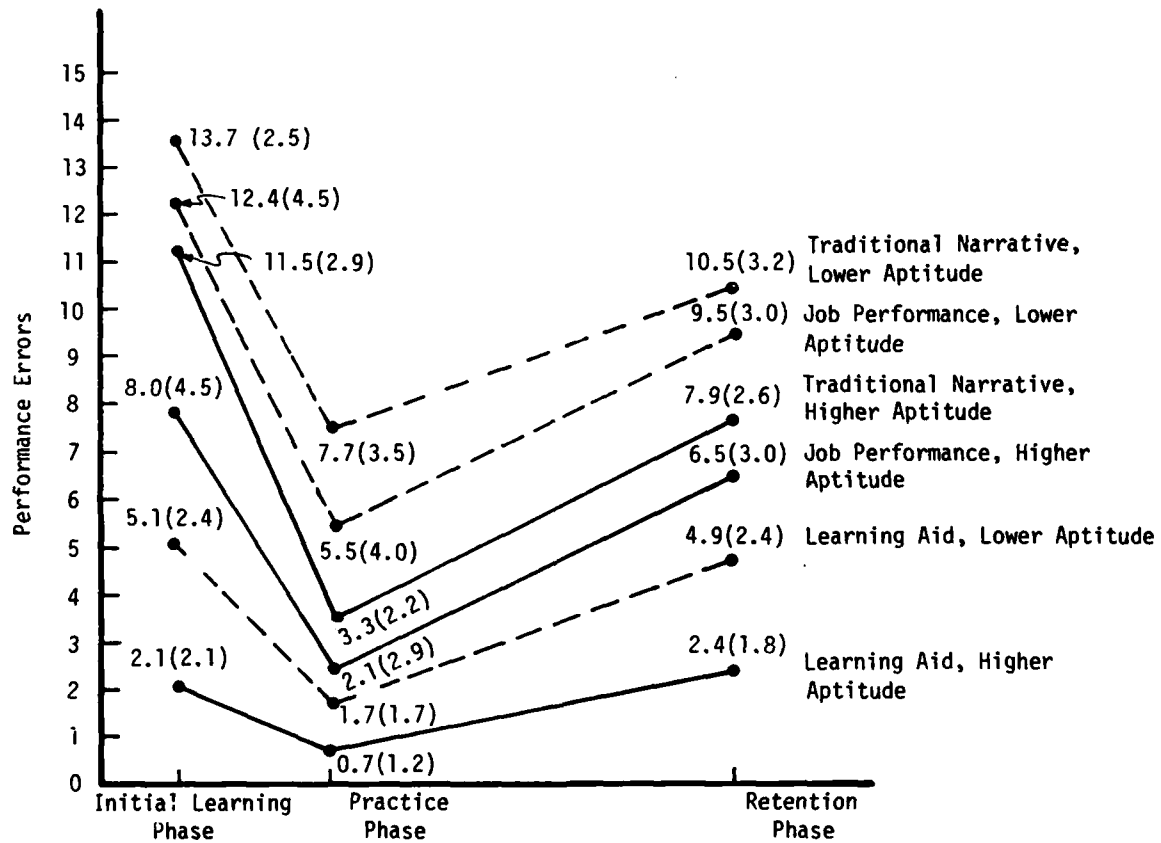 Performance Errors
15
14
13
12
11
10
9
8
7
6
5
4
3
2
1
0
13.7 (2.5)
12.4(4.5)
11.5(2.9)
8.0(4.5)
5.1(2.4)
2.1(2.1)
7.7(3.5)
5.5(4.0)
3.3(2.2)
2.1(2.9)
1.7(1.7)
0.7(1.2)
10.5(3.2)
9.5(3.0)
7.9(2.6)
6.5(3.0)
4.9(2.4)
2.4(1.8)
Traditional Narrative,
Lower Aptitude
Job Performance, Lower
Aptitude
Traditional Narrative,
Higher Aptitude
Job Performance, Higher
Aptitude
Learning Aid, Lower Aptitude
Learning Aid, Higher
Aptitude
Initial Learning
Phase
Practice
Phase
Retention
Phase